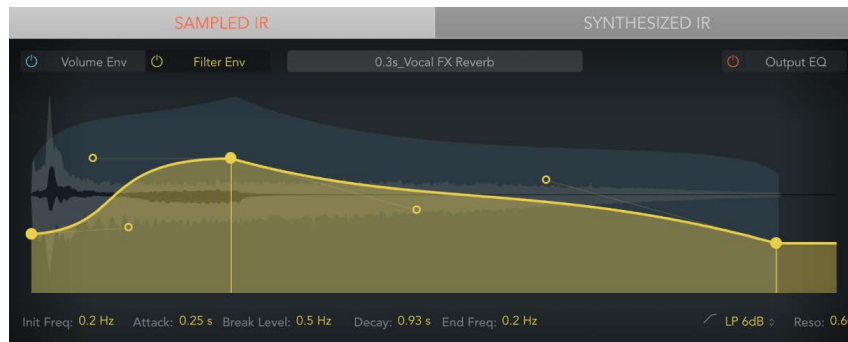 SAMPLED IR SYNTHESIZED IR
Volume Env Filter Env 0.3s_Vocal FX Reverb Output EQ
Init Freq: 0.2 Hz Attack: 0.25 s Break Level: 0.5 Hz Decay: 0.93 s End Freq: 0.2 Hz LP 6dB Reso: 0.6